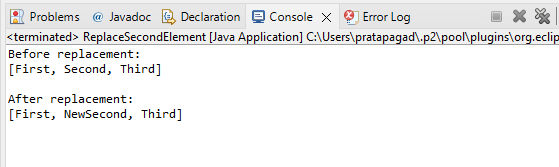 Problems Javadoc Declaration Console Error Log
<terminated> ReplaceSecondElement [Java Application] C:\Users\pratapagad\.p2\pool\plugins\org.eclip
Before replacement:
[First, Second, Third]
After replacement:
[First, NewSecond, Third]